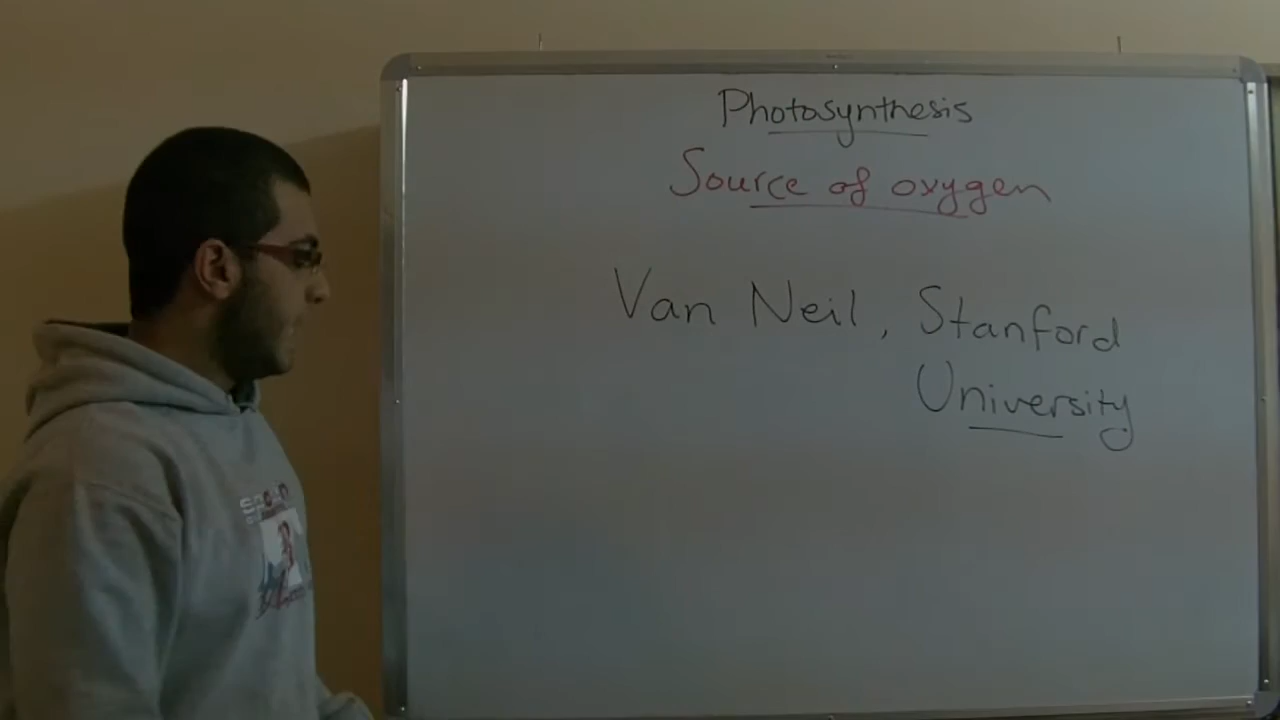 Photosynthesis
Source of oxygen
Van Neil, Stanford
University